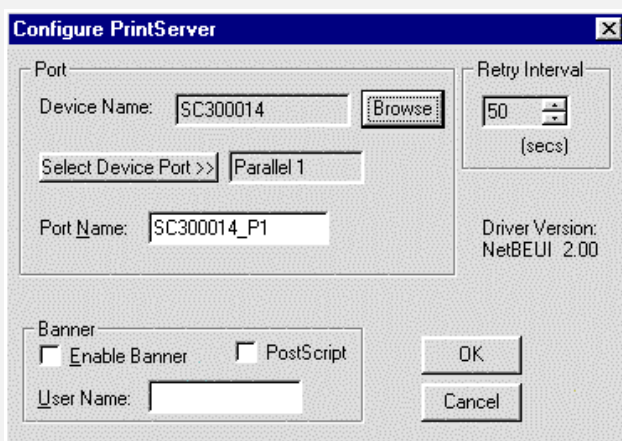 Configure PrintServer
Port
Device Name: SC300014 Browse
Select Device Port >> Parallel 1
Port Name: SC300014_P1
Retry Interval
50
(secs)
Driver Version:
NetBEUI 2.00
Banner
Enable Banner PostScript
User Name:
OK
Cancel